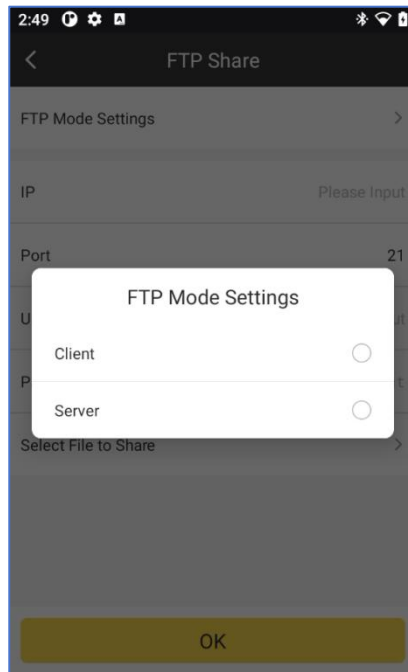 2:49
FTP Share
FTP Mode Settings
IP Please Input
Port 21
FTP Mode Settings
Client
Server
Select File to Share
OK